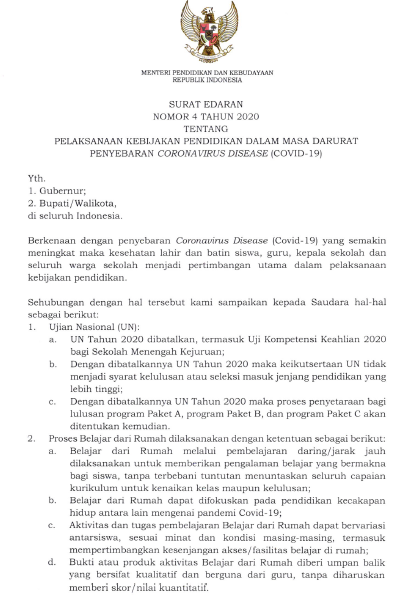 MENTERI PENDIDIKAN DAN KEBUDAYAAN
REPUBLIK INDONESIA
SURAT EDARAN
NOMOR 4 TAHUN 2020
TENTANG
PELAKSANAAN KEBIJAKAN PENDIDIKAN DALAM MASA DARURAT
PENYEBARAN CORONAVIRUS DISEASE (COVID-19)
Yth.
1. Gubernur;
2. Bupati/Walikota,
di seluruh Indonesia.
Berkenaan dengan penyebaran Coronavirus Disease (Covid-19) yang semakin
meningkat maka kesehatan lahir dan batin siswa, guru, kepala sekolah dan
seluruh warga sekolah menjadi pertimbangan utama dalam pelaksanaan
kebijakan pendidikan.
Sehubungan dengan hal tersebut kami sampaikan kepada Saudara hal-hal
sebagai berikut:
1. Ujian Nasional (UN):
a. UN Tahun 2020 dibatalkan, termasuk Uji Kompetensi Keahlian 2020
bagi Sekolah Menengah Kejuruan;
b. Dengan dibatalkannya UN Tahun 2020 maka keikutsertaan UN tidak
menjadi syarat kelulusan atau seleksi masuk jenjang pendidikan yang
lebih tinggi;
c. Dengan dibatalkannya UN Tahun 2020 maka proses penyetaraan bagi
lulusan program Paket A, program Paket B, dan program Paket C akan
ditentukan kemudian.
2. Proses Belajar dari Rumah dilaksanakan dengan ketentuan sebagai berikut:
a. Belajar dari Rumah melalui pembelajaran daring/jarak jauh
dilaksanakan untuk memberikan pengalaman belajar yang bermakna
bagi siswa, tanpa terbebani tuntutan menuntaskan seluruh capaian
kurikulum untuk kenaikan kelas maupun kelulusan;
b. Belajar dari Rumah dapat difokuskan pada pendidikan kecakapan
hidup antara lain mengenai pandemi Covid-19;
c. Aktivitas dan tugas pembelajaran Belajar dari Rumah dapat bervariasi
antarsiswa, sesuai minat dan kondisi masing-masing, termasuk
mempertimbangkan kesenjangan akses/fasilitas belajar di rumah;
d. Bukti atau produk aktivitas Belajar dari Rumah diberi umpan balik
yang bersifat kualitatif dan berguna dari guru, tanpa diharuskan
memberi skor/nilai kuantitatif.